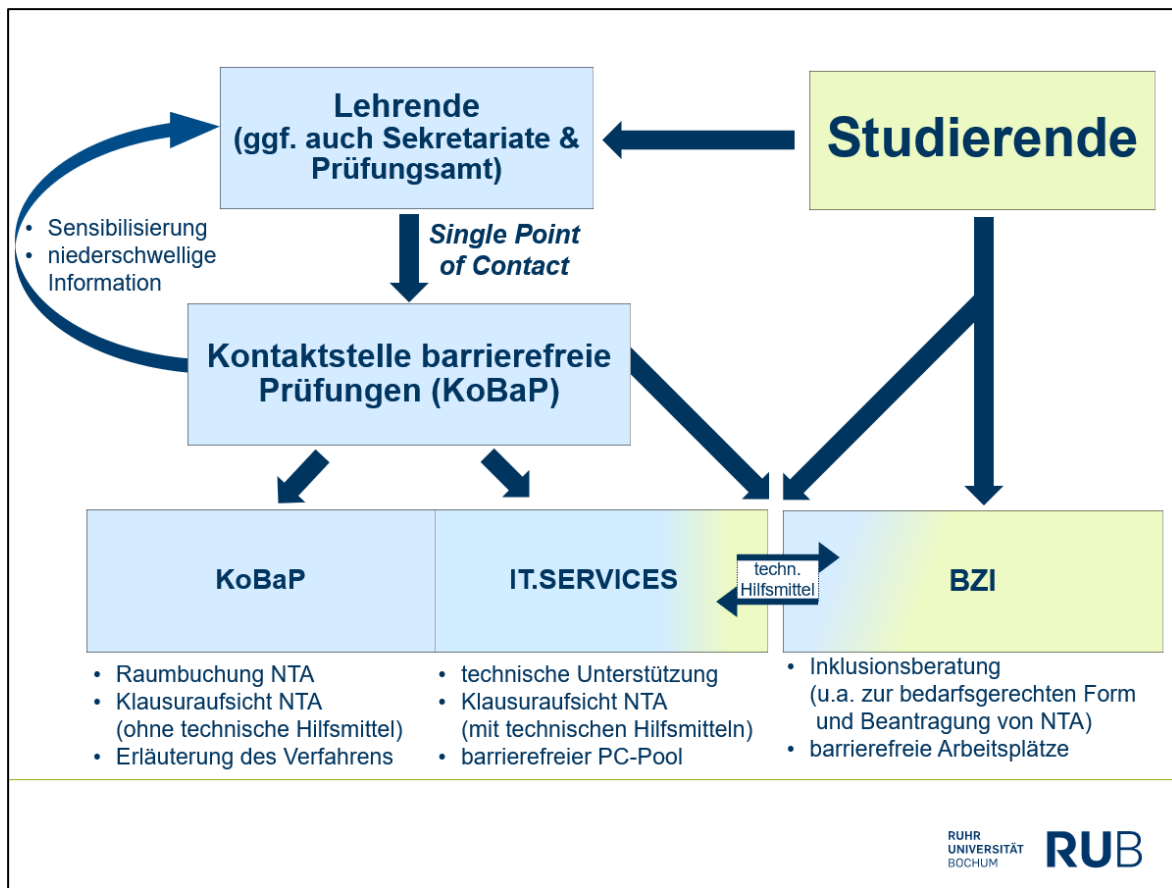 Lehrende
(ggf. auch Sekretariate &
Prüfungsamt)
Studierende
• Sensibilisierung
• niederschwellige
Information
Single Point
of Contact
Kontaktstelle barrierefreie
Prüfungen (KoBaP)
KoBaP
IT.SERVICES
techn.
Hilfsmittel
BZI
• Raumbuchung NTA
• Klausuraufsicht NTA
(ohne technische Hilfsmittel)
• Erläuterung des Verfahrens
• technische Unterstützung
• Klausuraufsicht NTA
(mit technischen Hilfsmitteln)
• barrierefreier PC-Pool
• Inklusionsberatung
(u.a. zur bedarfsgerechten Form
und Beantragung von NTA)
• barrierefreie Arbeitsplätze
RUHR
UNIVERSITÄT
BOCHUM
RUB